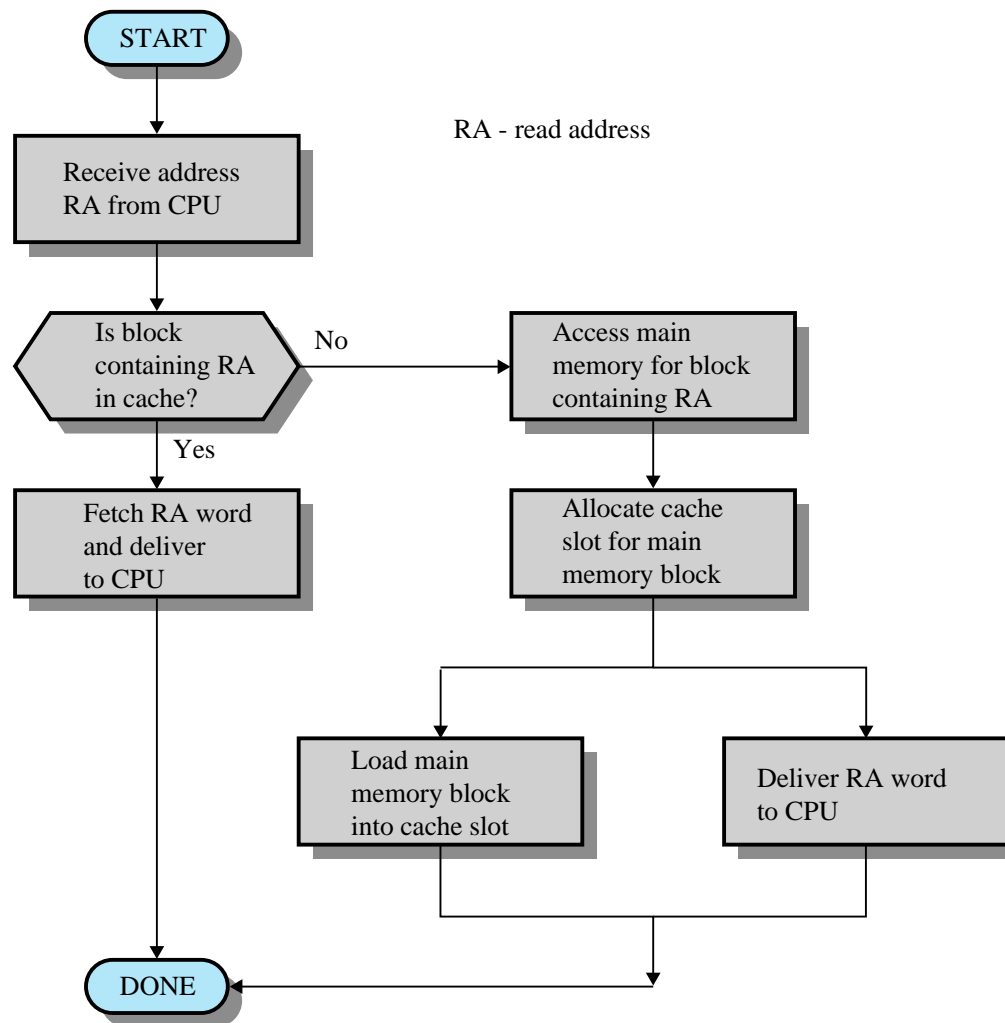 START
RA - read address
Receive address
RA from CPU
Is block
containing RA
in cache?
No
Yes
Access main
memory for block
containing RA
Fetch RA word
and deliver
to CPU
Allocate cache
slot for main
memory block
Load main
memory block
into cache slot
Deliver RA word
to CPU
DONE